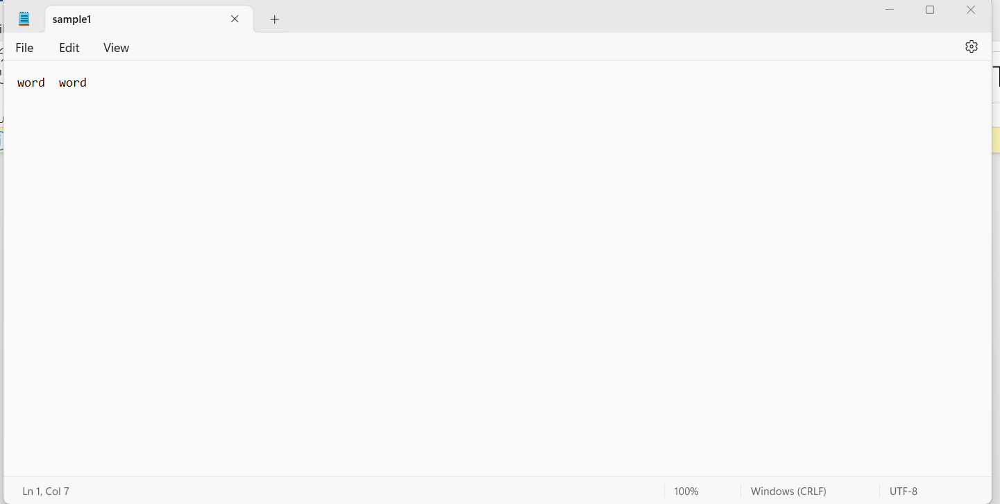 sample1
File Edit View
word  word
Ln 1, Col 7 100% Windows (CRLF) UTF-8